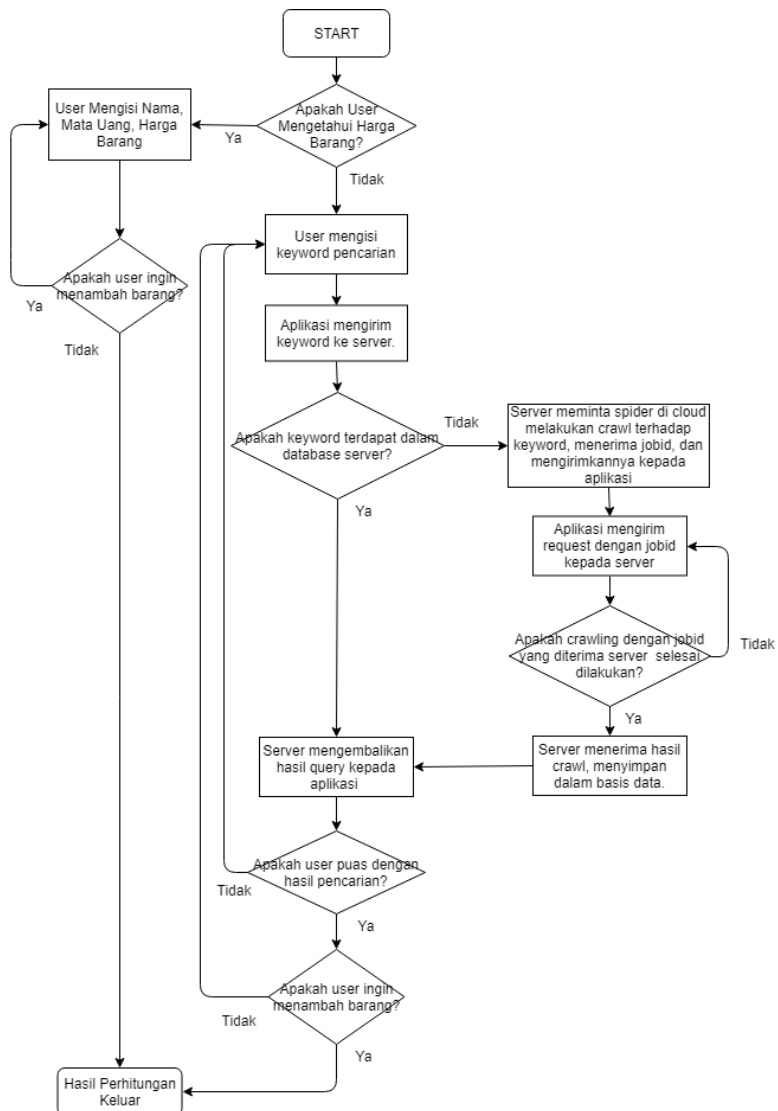 START
Apakah User
Mengetahui Harga
Barang?
Ya
Tidak
User Mengisi Nama,
Mata Uang, Harga
Barang
Apakah user ingin
menambah barang?
Ya
Tidak
User mengisi
keyword pencarian
Aplikasi mengirim
keyword ke server.
Apakah keyword terdapat dalam
database server?
Tidak
Ya
Server meminta spider di cloud
melakukan crawl terhadap
keyword, menerima jobid, dan
mengirimkannya kepada
aplikasi
Aplikasi mengirim
request dengan jobid
kepada server
Apakah crawling dengan jobid
yang diterima server selesai
dilakukan?
Tidak
Ya
Server menerima hasil
crawl, menyimpan
dalam basis data.
Server mengembalikan
hasil query kepada
aplikasi
Apakah user puas dengan
hasil pencarian?
Tidak
Ya
Apakah user ingin
menambah barang?
Tidak
Ya
Hasil Perhitungan
Keluar